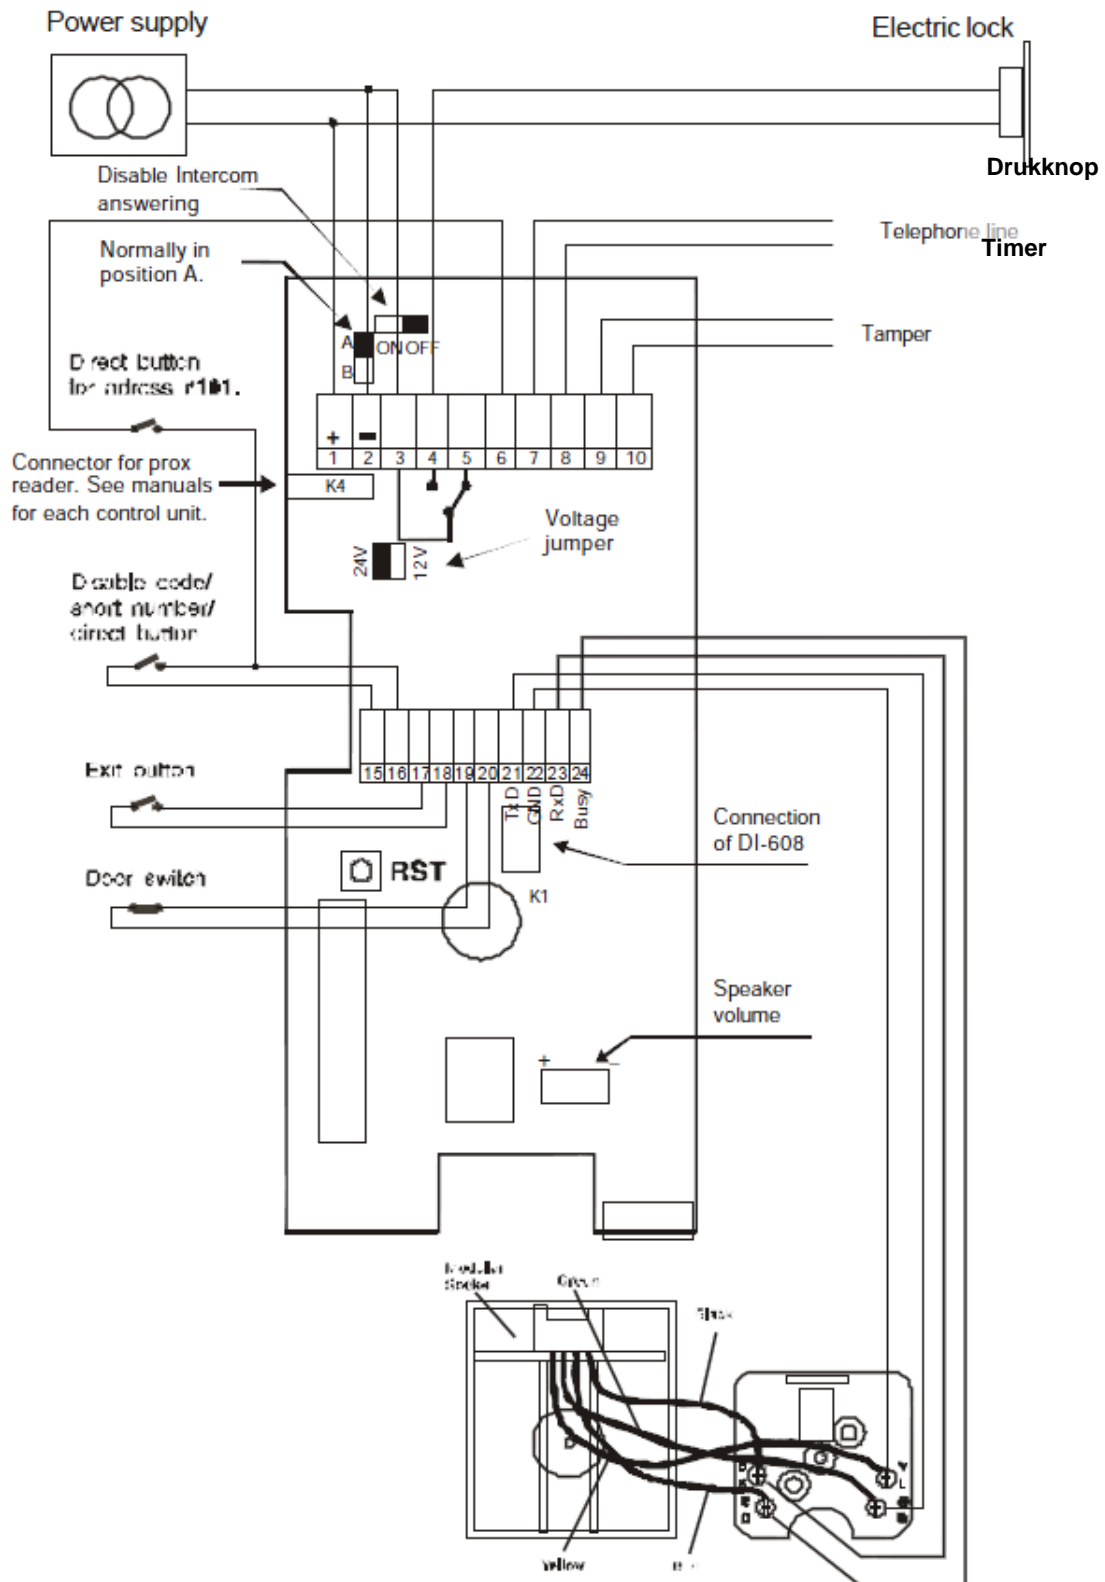 Power supply
Electric lock
Drukknop
Disable Intercom
answering
Telephone line
Timer
Normally in
position A.
Tamper
A
ON OFF
B
Direct button
for adress
+
1 2 3 4 5 6 7 8 9 10
Connector for prox
reader. See manuals
for each control unit.
K4
Voltage
jumper
24V
12V
Disable code/
short number/
direct button
15 16 17 18 19 20 21 22 23 24
TxD
GND
RxD
Busy
Exit button
Connection
of DI-608
RST
K1
Door switch
Speaker
volume
+ −
Green
Black
Yellow